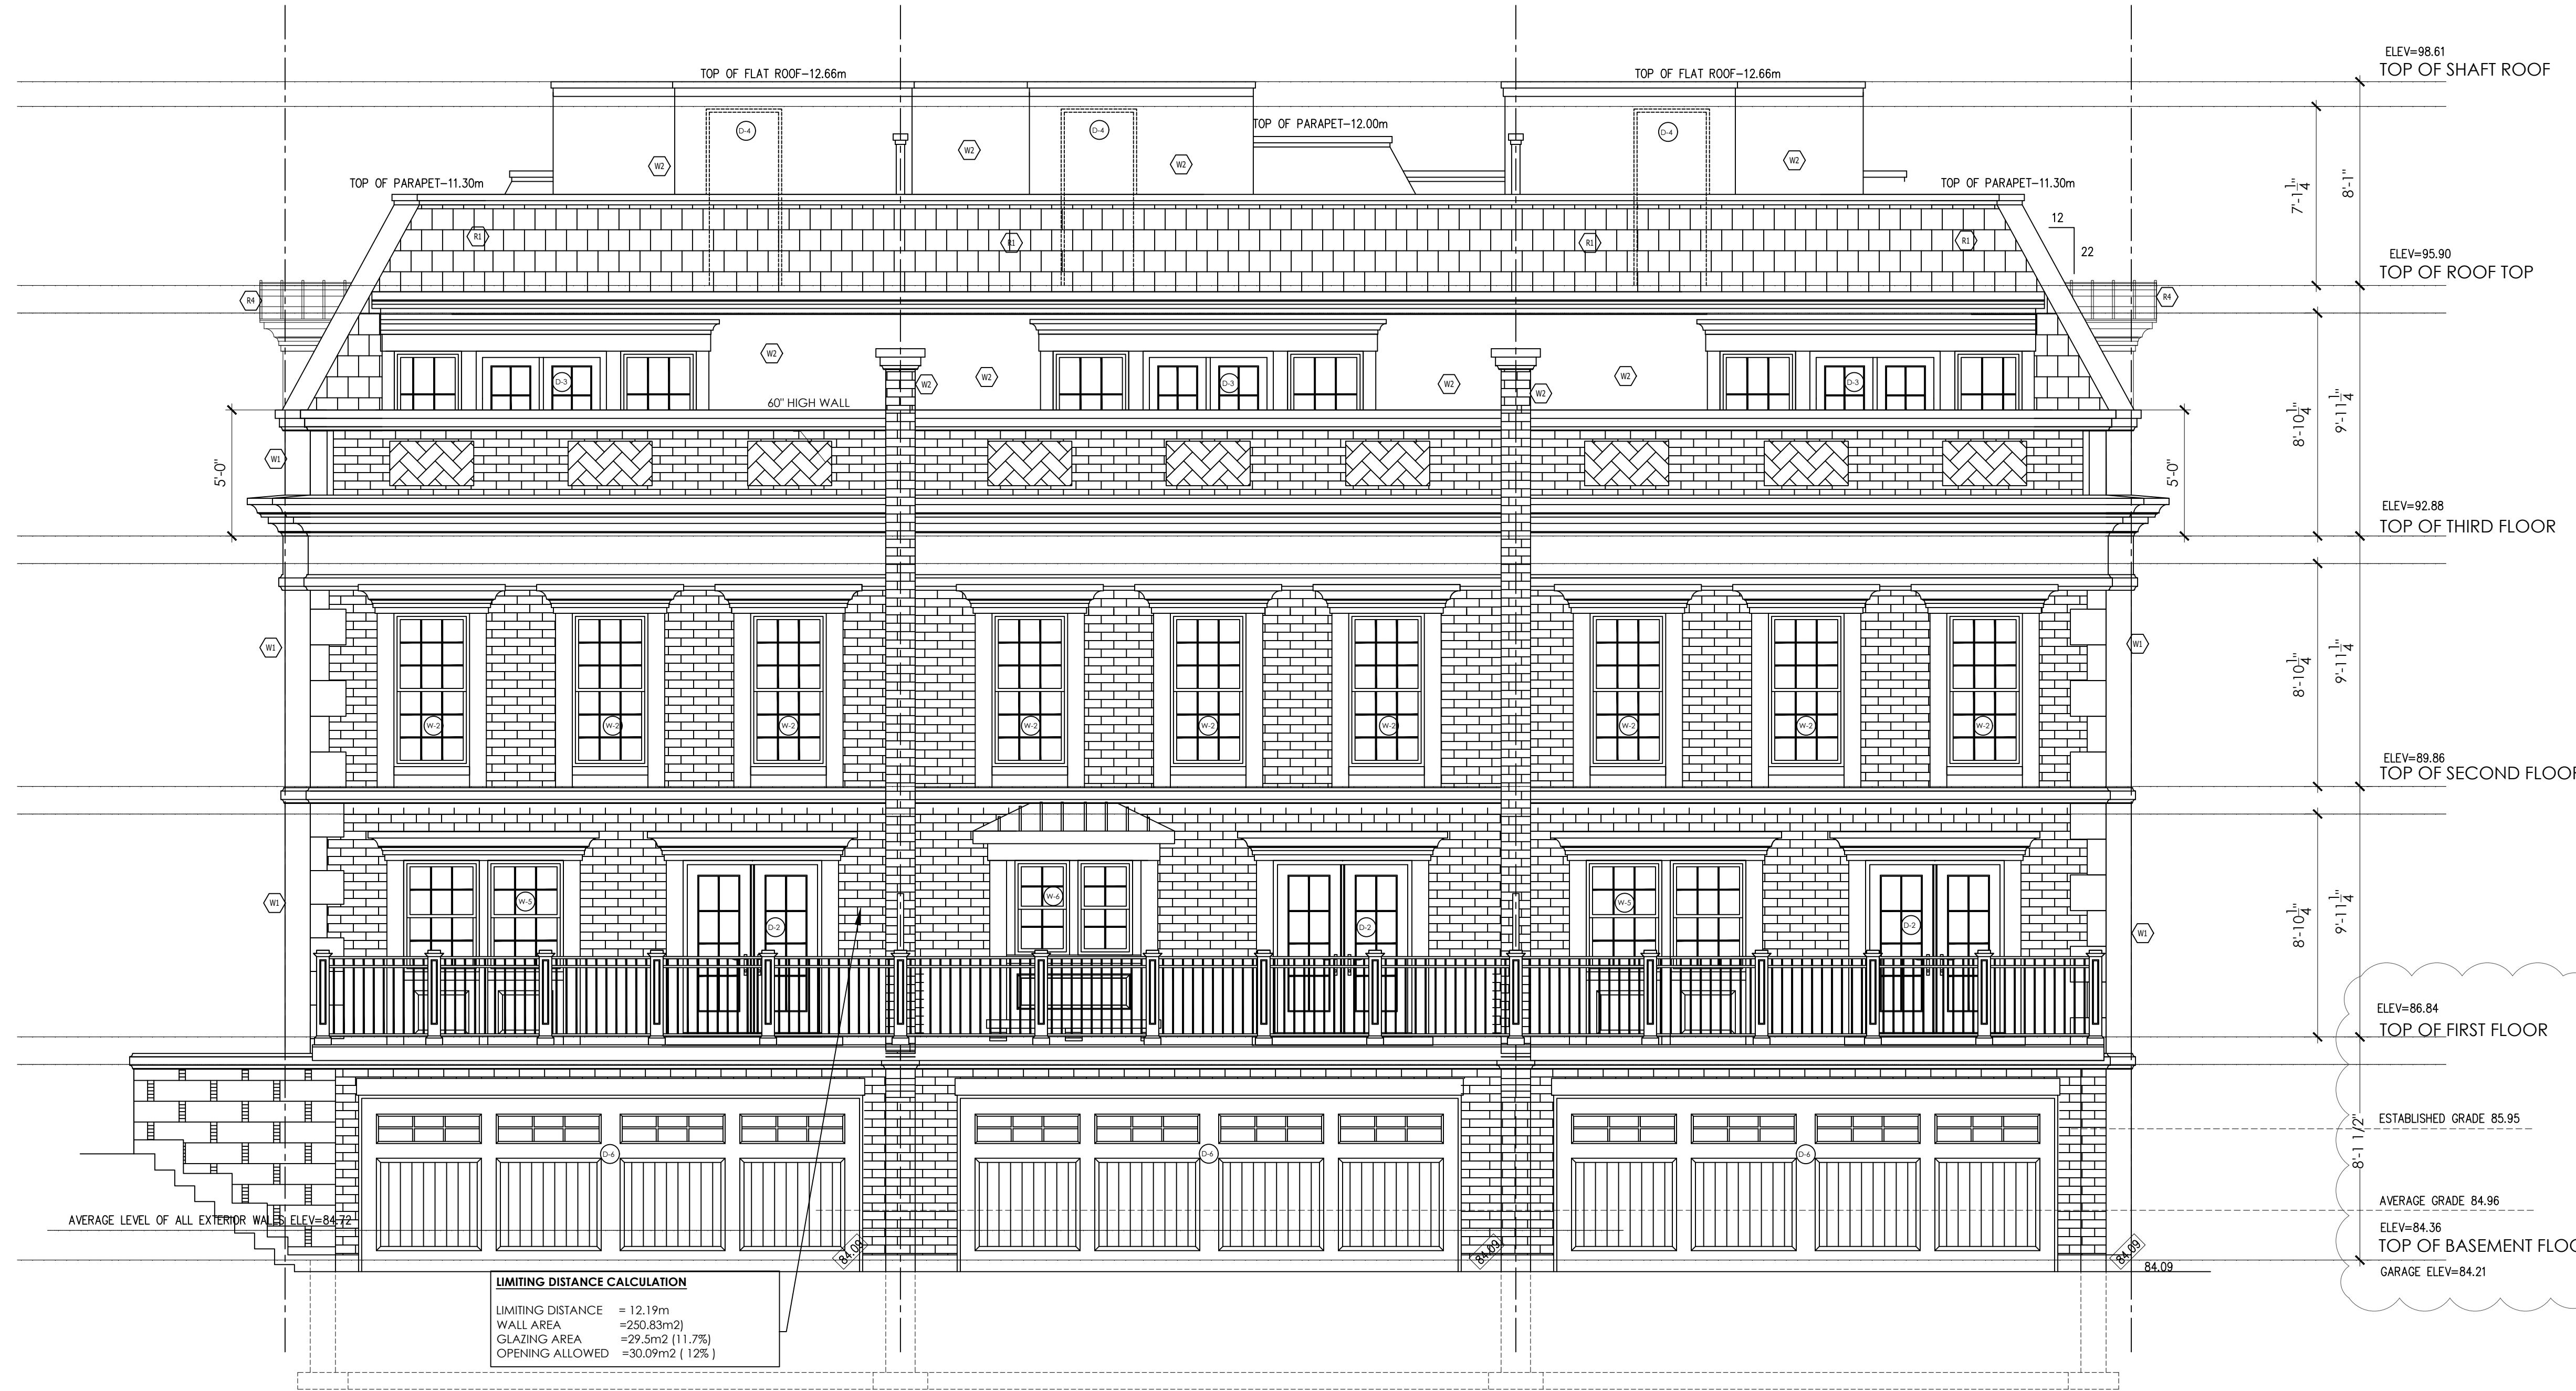 ELEV=98.61
TOP OF SHAFT ROOF
TOP OF FLAT ROOF-12.66m
TOP OF FLAT ROOF-12.66m
D-4
D-4
D-4
TOP OF PARAPET-12.00m
W2
W2
W2
W2
TOP OF PARAPET-11.30m
TOP OF PARAPET-11.30m
7'-1 1/4"
8'-1"
12
22
R1
R1
R1
R1
ELEV=95.90
TOP OF ROOF TOP
R4
R4
W2
D-3
D-3
D-3
W2
W2
W2
W2
W2
60" HIGH WALL
8'-10 1/4"
9'-11 1/4"
W1
5'-0"
5'-0"
ELEV=92.88
TOP OF THIRD FLOOR
W1
W1
8'-10 1/4"
9'-11 1/4"
W-2
W-2
W-2
W-2
W-2
W-2
W-2
W-2
W-2
ELEV=89.86
TOP OF SECOND FLOOR
W1
W-5
W-6
W-5
D-2
D-2
D-2
W1
8'-10 1/4"
9'-11 1/4"
ELEV=86.84
TOP OF FIRST FLOOR
ESTABLISHED GRADE 85.95
8'-1 1/2"
D-6
D-6
D-6
AVERAGE GRADE 84.96
AVERAGE LEVEL OF ALL EXTERIOR WALLS ELEV=84.72
ELEV=84.36
TOP OF BASEMENT FLOO
84.09
84.09
84.09
84.09
GARAGE ELEV=84.21
LIMITING DISTANCE CALCULATION
LIMITING DISTANCE = 12.19m
WALL AREA =250.83m2)
GLAZING AREA =29.5m2 (11.7%)
OPENING ALLOWED =30.09m2 ( 12% )